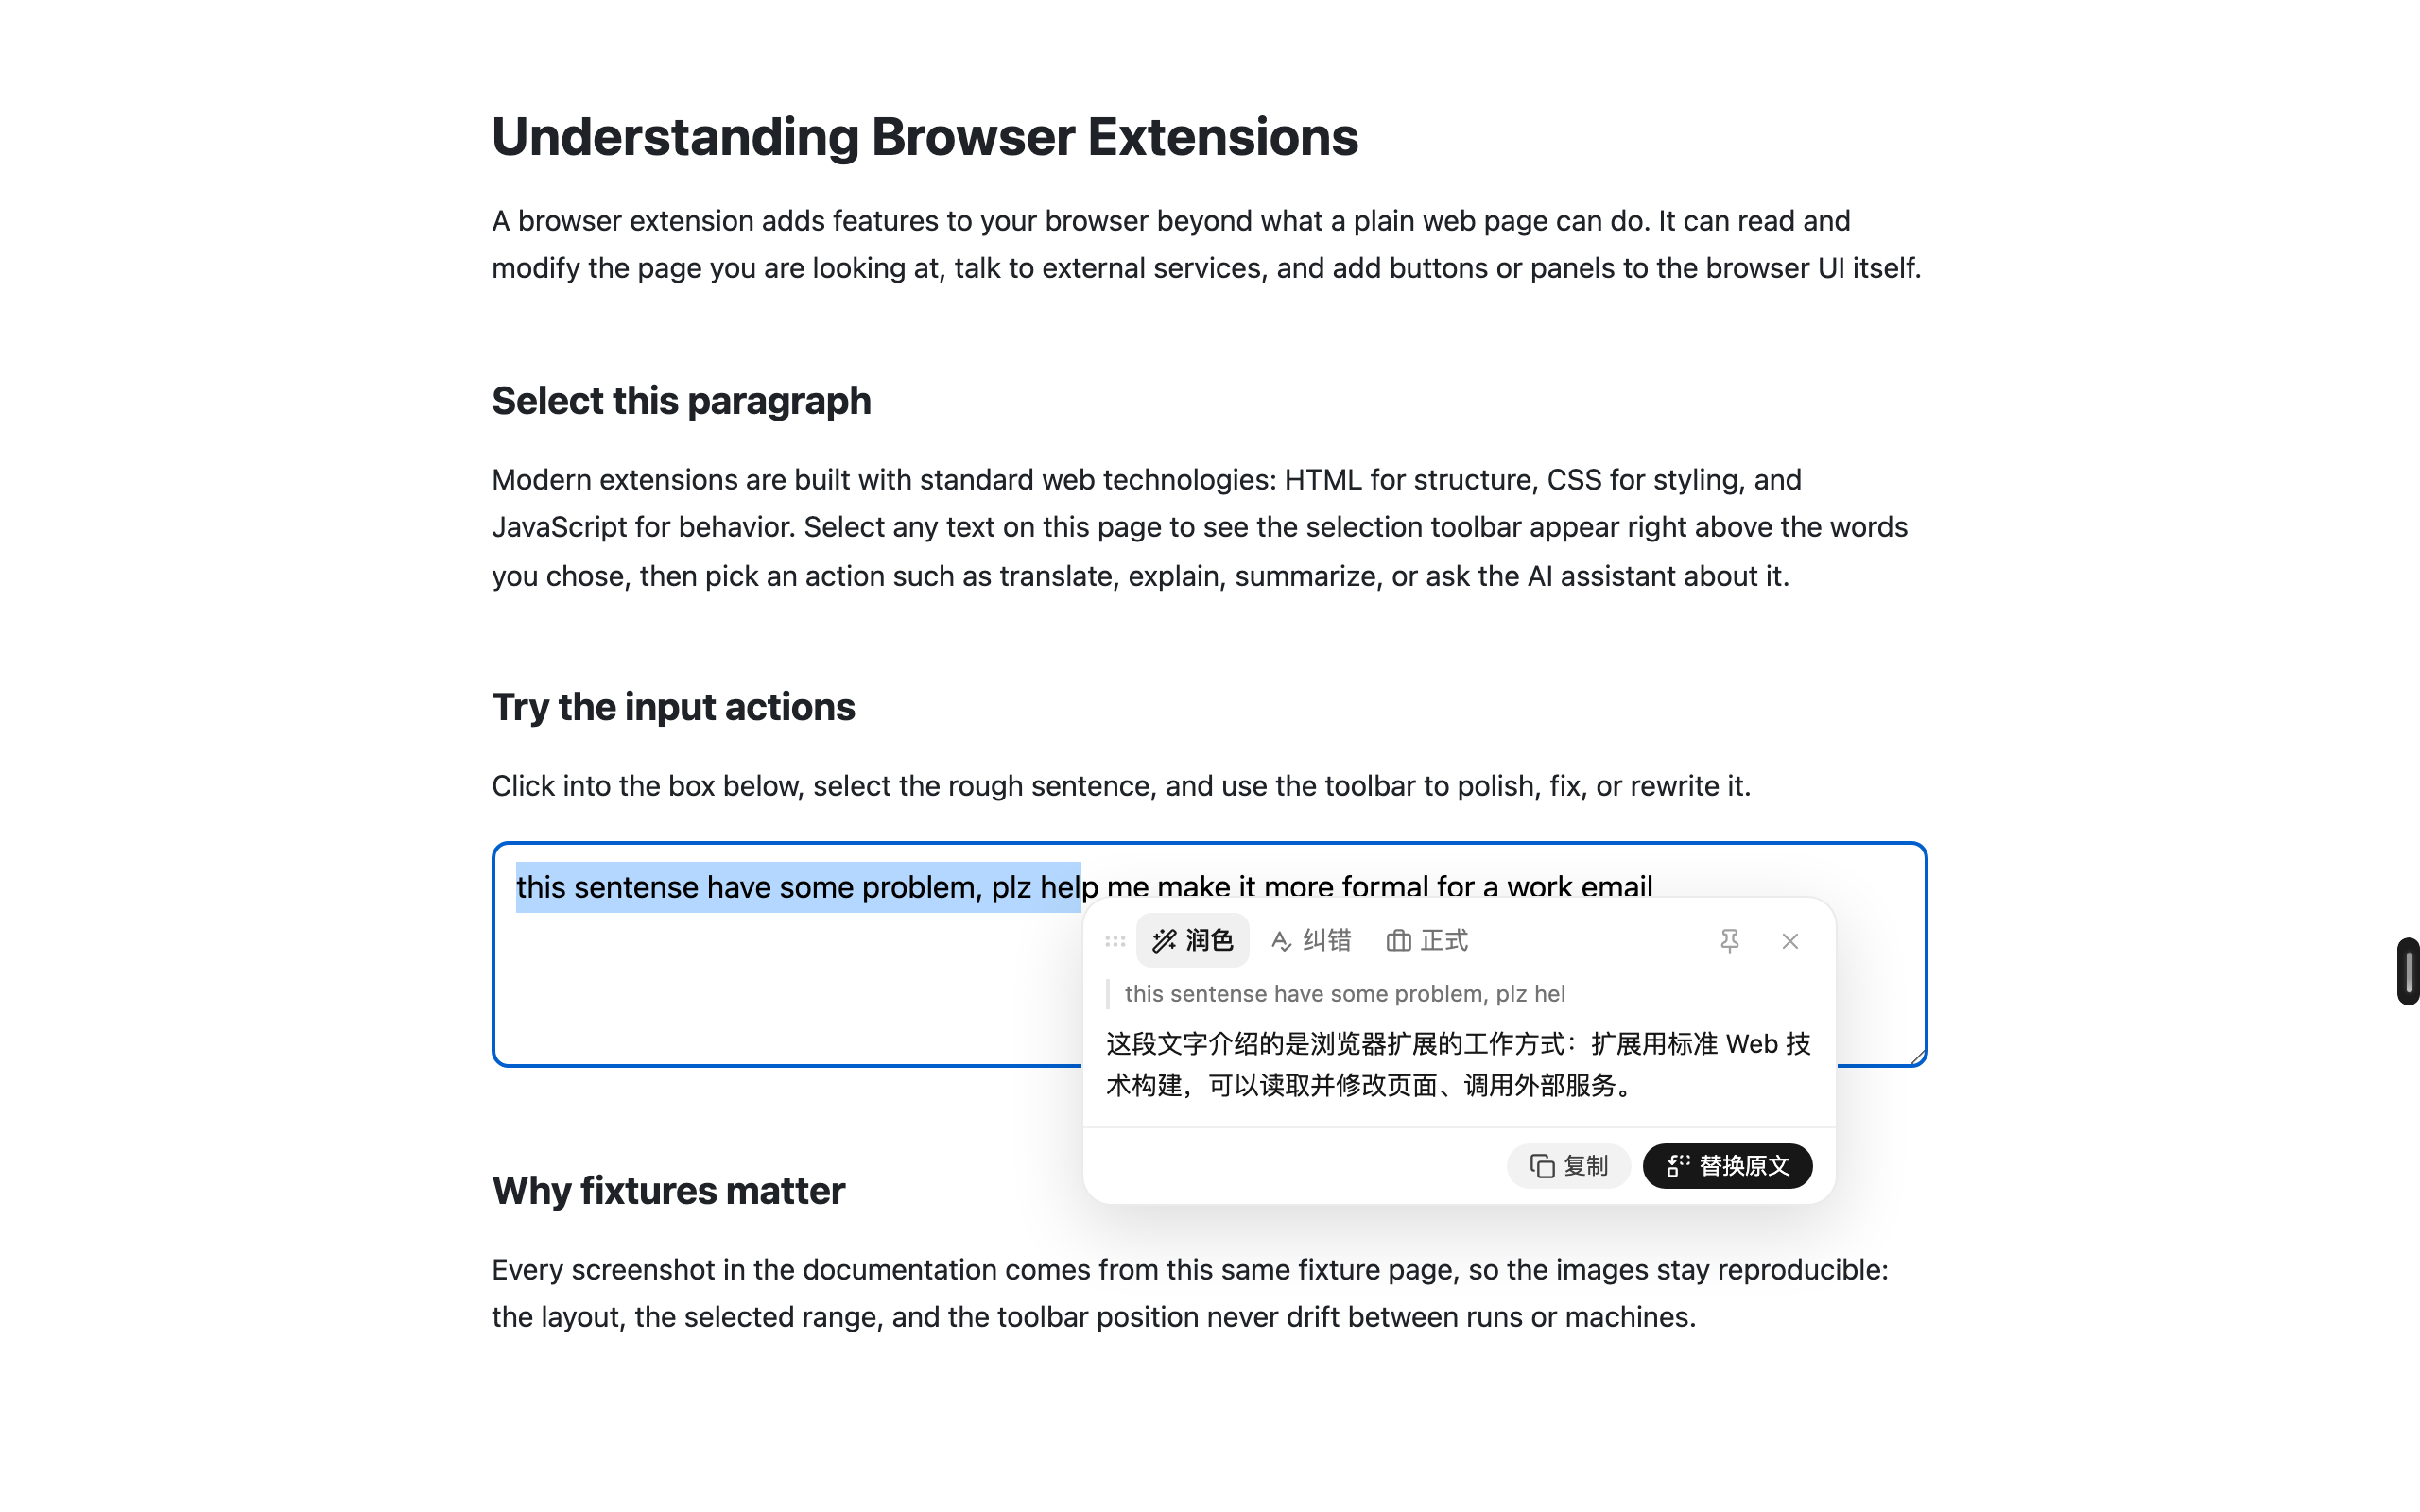 Understanding Browser Extensions
A browser extension adds features to your browser beyond what a plain web page can do. It can read and
modify the page you are looking at, talk to external services, and add buttons or panels to the browser UI itself.
Select this paragraph
Modern extensions are built with standard web technologies: HTML for structure, CSS for styling, and
JavaScript for behavior. Select any text on this page to see the selection toolbar appear right above the words
you chose, then pick an action such as translate, explain, summarize, or ask the AI assistant about it.
Try the input actions
Click into the box below, select the rough sentence, and use the toolbar to polish, fix, or rewrite it.
this sentense have some problem, plz help me make it more formal for a work email
润色 纠错 正式
this sentense have some problem, plz hel
这段文字介绍的是浏览器扩展的工作方式：扩展用标准 Web 技
术构建，可以读取并修改页面、调用外部服务。
复制 替换原文
Why fixtures matter
Every screenshot in the documentation comes from this same fixture page, so the images stay reproducible:
the layout, the selected range, and the toolbar position never drift between runs or machines.